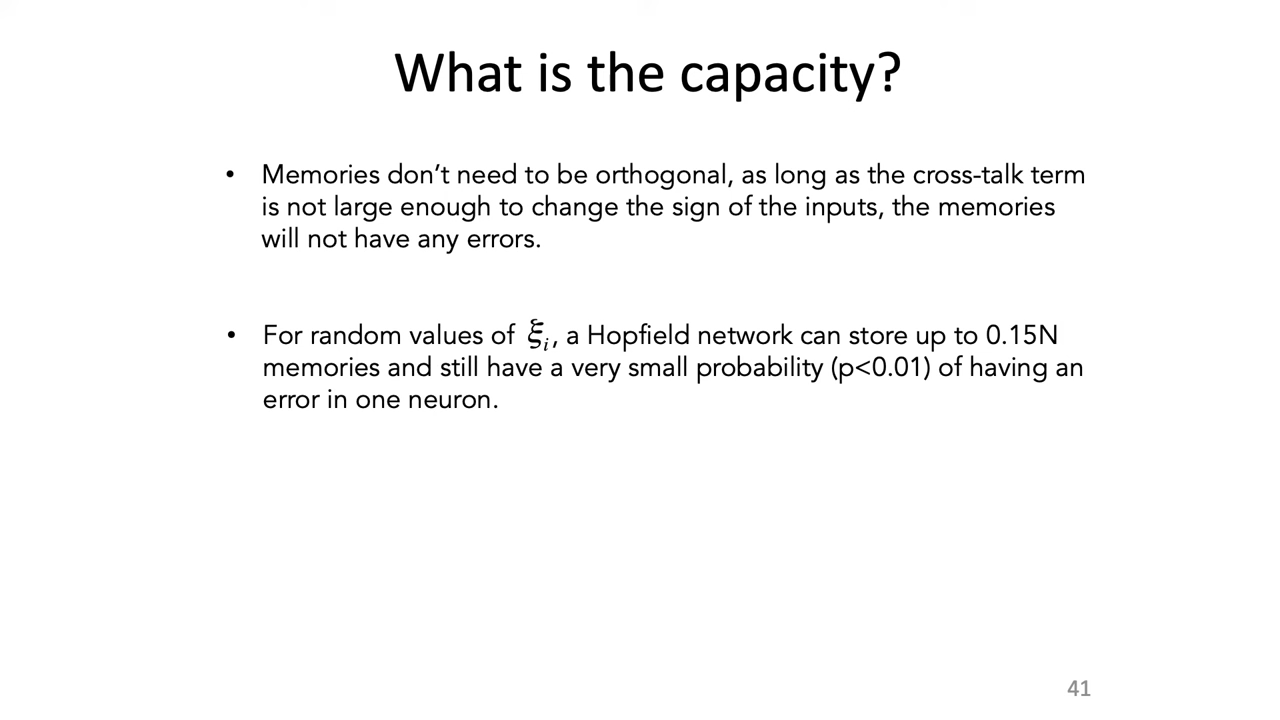 What is the capacity?
• Memories don’t need to be orthogonal, as long as the cross-talk term
is not large enough to change the sign of the inputs, the memories
will not have any errors.
• For random values of ξᵢ, a Hopfield network can store up to 0.15N
memories and still have a very small probability (p<0.01) of having an
error in one neuron.
41